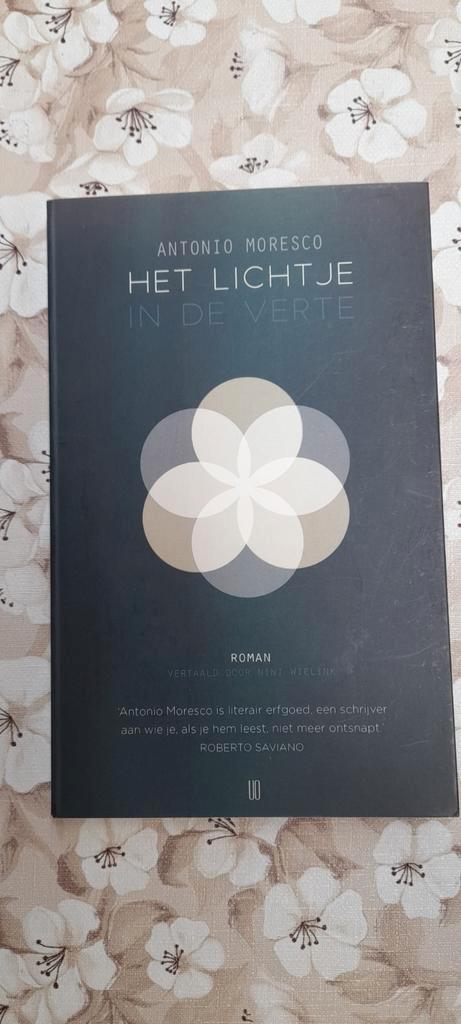 ANTONIO MORESCO
HET LICHTJE
IN DE VERTE
ROMAN
VERTAALD DOOR NINI WIELINK
'Antonio Moresco is literair erfgoed, een schrijver
aan wie je, als je hem leest, niet meer ontsnapt.'
ROBERTO SAVIANO
UO